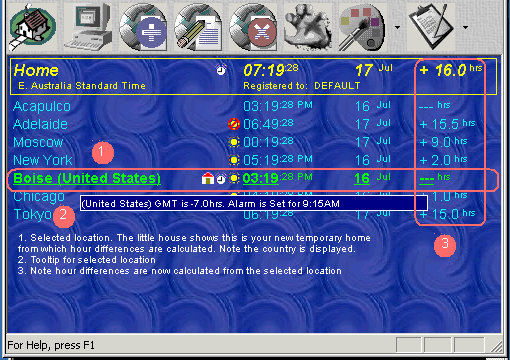 Home 07:19:28 17 Jul + 16.0 hrs
E. Australia Standard Time Registered to: DEFAULT
Acapulco 03:19:28 PM 16 Jul --- hrs
Adelaide 06:49:28 17 Jul + 15.5 hrs
Moscow 00:19:28 17 Jul + 9.0 hrs
New York 05:19:28 PM 16 Jul + 2.0 hrs
1
Boise (United States) 03:19:28 PM 16 Jul --- hrs
Chicago 16 Jul + 1.0 hrs
(United States) GMT is -7.0hrs. Alarm is Set for 9:15AM
Tokyo 06:19:28 17 Jul + 15.0 hrs
2
3
1. Selected location. The little house shows this is your new temporary home
from which hour differences are calculated. Note the country is displayed.
2. Tooltip for selected location
3. Note hour differences are now calculated from the selected location
For Help, press F1